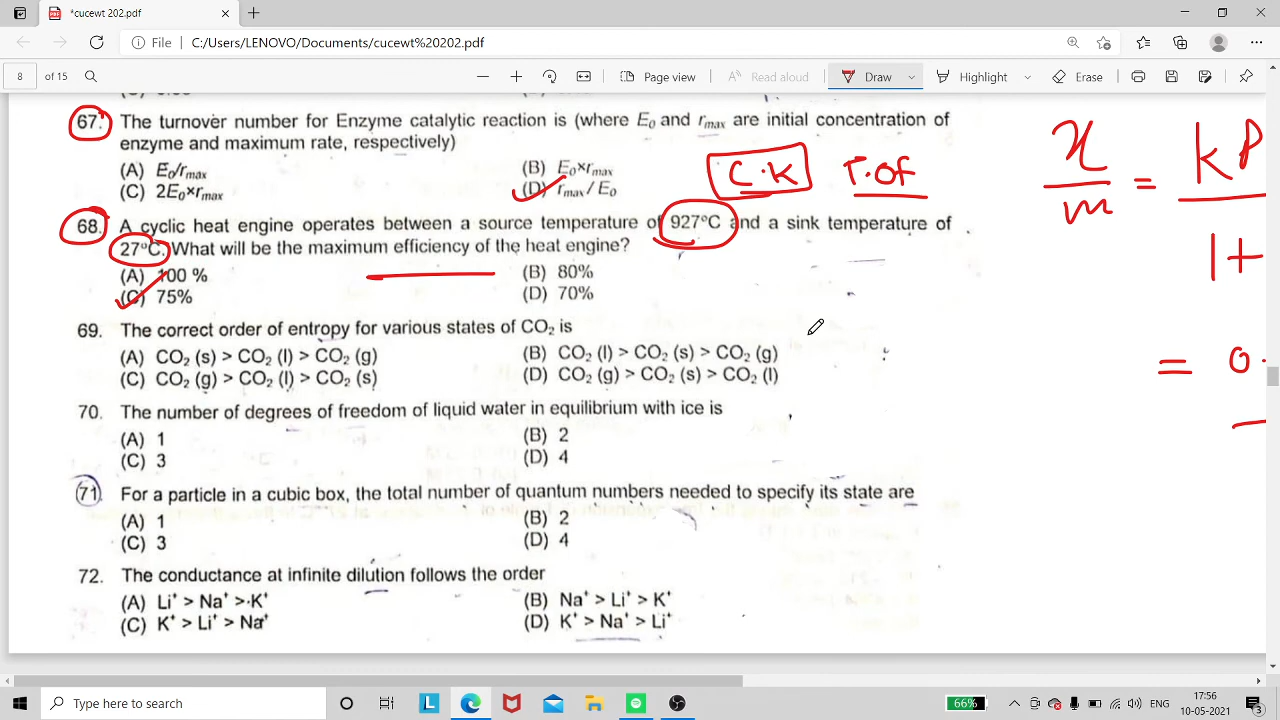 *cucewt 202.pdf
File C:/Users/LENOVO/Documents/cucewt%20202.pdf
8 of 15 Page view Read aloud Draw Highlight Erase
67. The turnover number for Enzyme catalytic reaction is (where E₀ and rmax are initial concentration of
enzyme and maximum rate, respectively)
(A) E₀/rmax (B) E₀×rmax
(C) 2E₀×rmax (D) rmax / E₀
C.K T.of
x/m = kP
1+
= 0.
68. A cyclic heat engine operates between a source temperature of 927°C and a sink temperature of
27°C. What will be the maximum efficiency of the heat engine?
(A) 100 % (B) 80%
(C) 75% (D) 70%
69. The correct order of entropy for various states of CO₂ is
(A) CO₂ (s) > CO₂ (l) > CO₂ (g) (B) CO₂ (l) > CO₂ (s) > CO₂ (g)
(C) CO₂ (g) > CO₂ (l) > CO₂ (s) (D) CO₂ (g) > CO₂ (s) > CO₂ (l)
70. The number of degrees of freedom of liquid water in equilibrium with ice is
(A) 1 (B) 2
(C) 3 (D) 4
71. For a particle in a cubic box, the total number of quantum numbers needed to specify its state are
(A) 1 (B) 2
(C) 3 (D) 4
72. The conductance at infinite dilution follows the order
(A) Li⁺ > Na⁺ > K⁺ (B) Na⁺ > Li⁺ > K⁺
(C) K⁺ > Li⁺ > Na⁺ (D) K⁺ > Na⁺ > Li⁺
Type here to search 66% ENG 17:56
10-05-2021